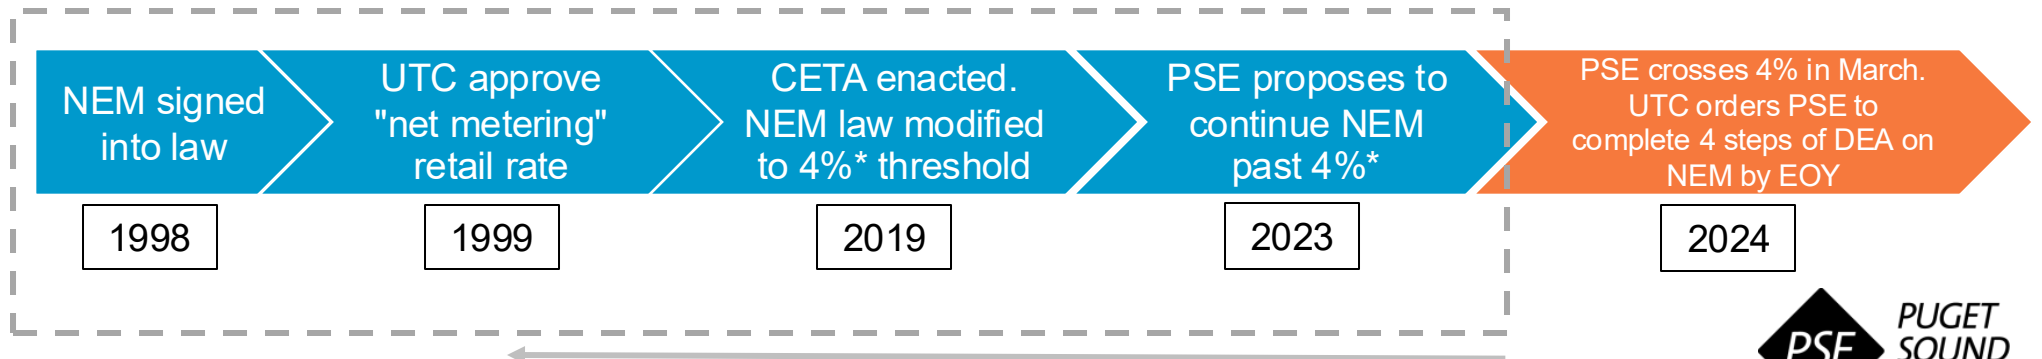 NEM signed
into law
UTC approve
"net metering"
retail rate
CETA enacted.
NEM law modified
to 4%* threshold
PSE proposes to
continue NEM
past 4%*
PSE crosses 4% in March.
UTC orders PSE to
complete 4 steps of DEA on
NEM by EOY
1998
1999
2019
2023
2024
PSE
PUGET
SOUND